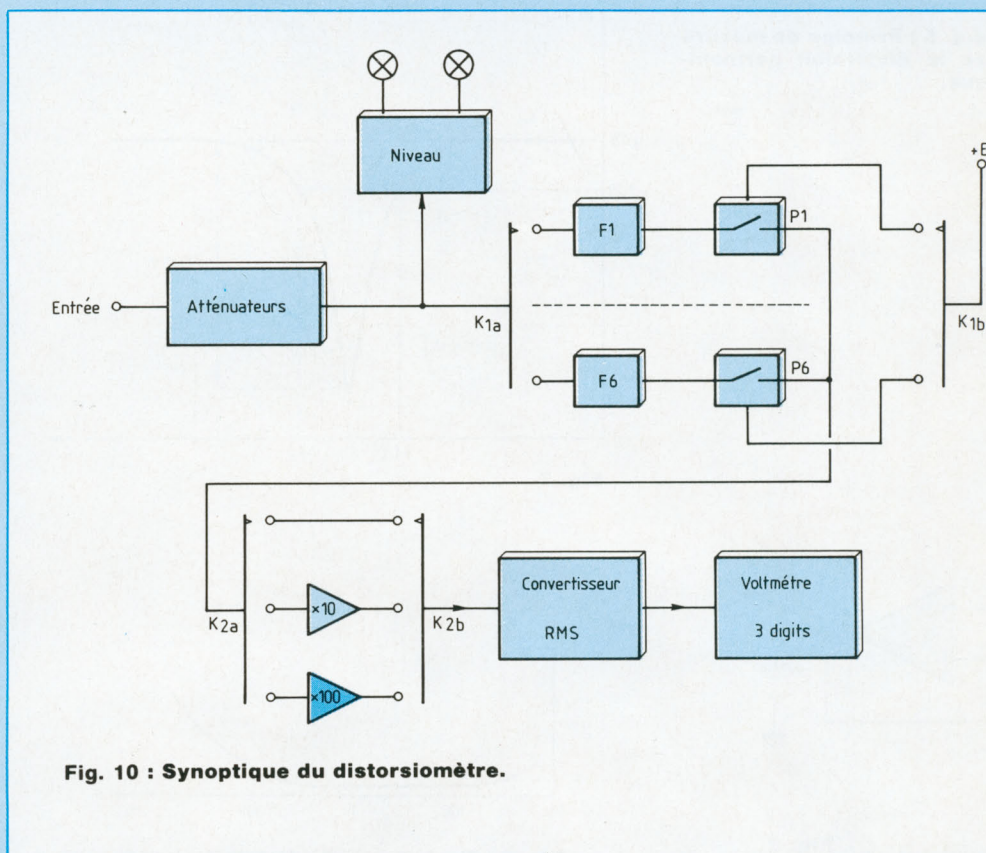 Niveau
+E
F1
P1
Entrée
Atténuateurs
K1a
K1b
F6
P6
Convertisseur
RMS
Voltmétre
3 digits
K2a
×10
K2b
×100
Fig. 10 : Synoptique du distorsiomètre.